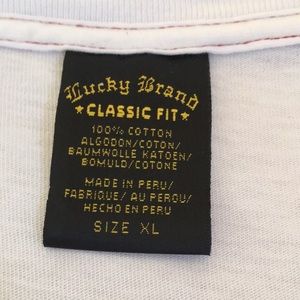 Lucky Brand
★CLASSIC FIT★
100% COTTON
ALGODON/COTON/
BAUMWOLLE KATOEN/
BOMULD/COTONE
MADE IN PERU/
FABRIQUE/ AU PEROU/
HECHO EN PERU
SIZE XL